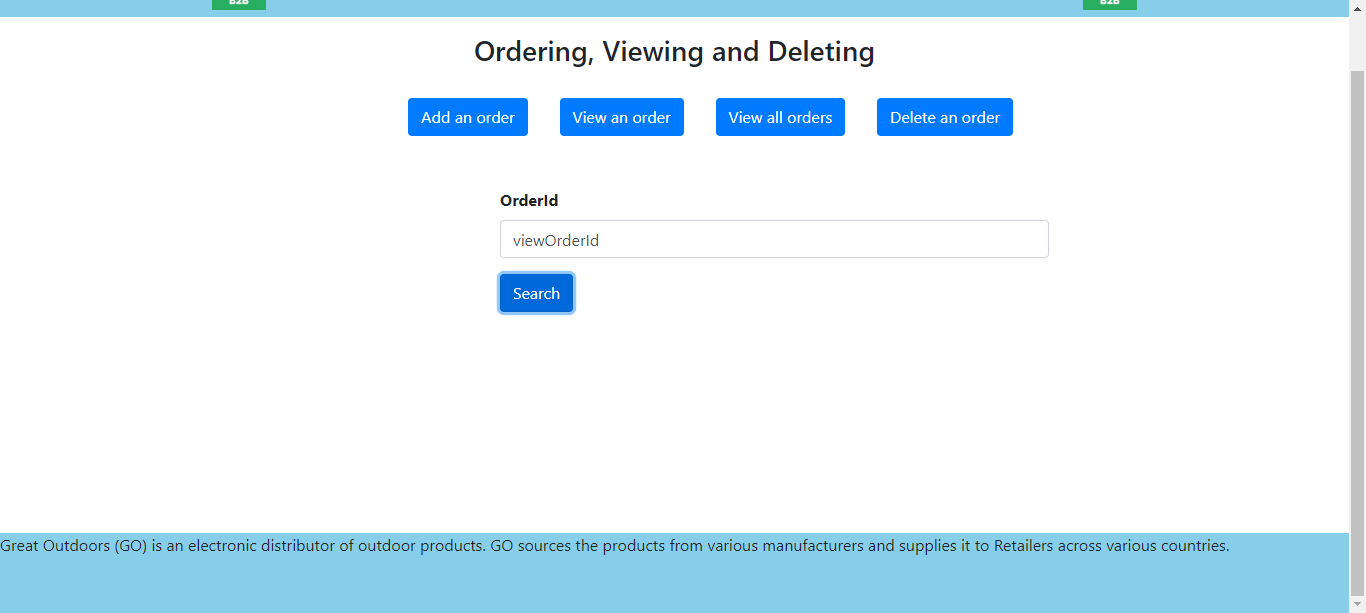 B2B B2B
Ordering, Viewing and Deleting
Add an order View an order View all orders Delete an order
OrderId
viewOrderId
Search
Great Outdoors (GO) is an electronic distributor of outdoor products. GO sources the products from various manufacturers and supplies it to Retailers across various countries.